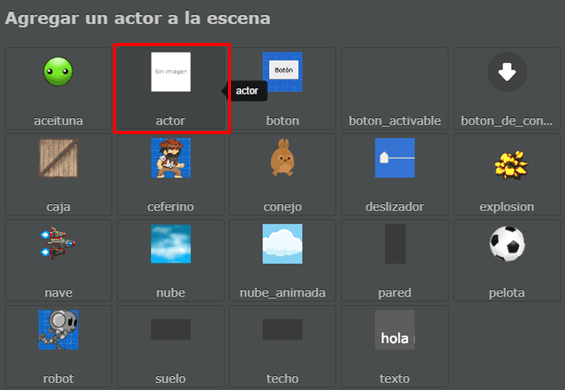 Agregar un actor a la escena
Sin imagen
Botón
actor
aceituna
actor
boton
boton_activable
boton_de_con...
caja
ceferino
conejo
deslizador
explosion
nave
nube
nube_animada
pared
pelota
hola
robot
suelo
techo
texto